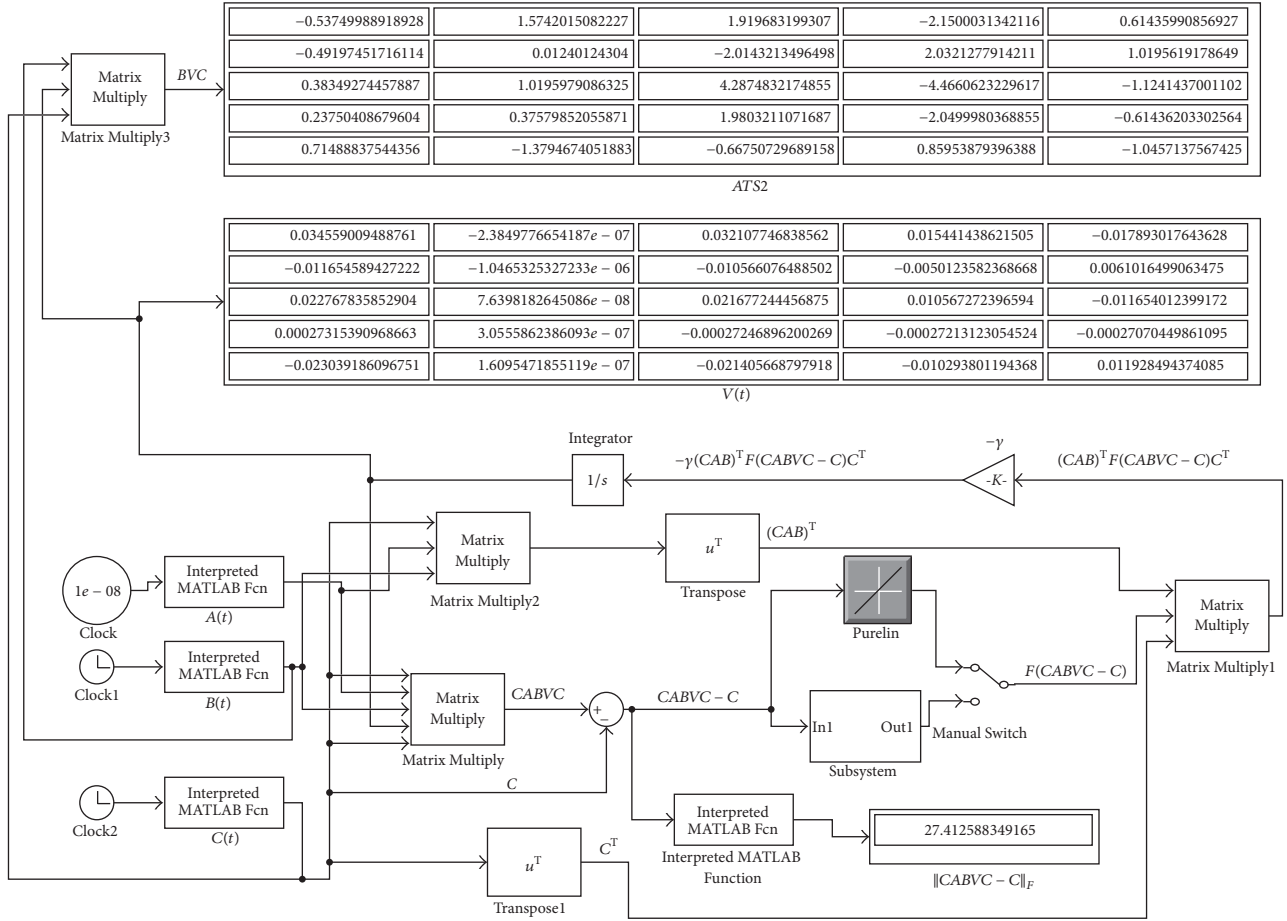 −0.53749988918928 1.5742015082227 1.919683199307 −2.1500031342116 0.61435990856927
−0.49197451716114 0.01240124304 −2.0143213496498 2.0321277914211 1.0195619178649
0.38349274457887 1.0195979086325 4.2874832174855 −4.4660623229617 −1.1241437001102
0.23750408679604 0.37579852055871 1.9803211071687 −2.0499980368855 −0.61436203302564
0.71488837544356 −1.3794674051883 −0.66750729689158 0.85953879396388 −1.0457137567425
ATS2
Matrix
Multiply
BVC
Matrix Multiply3
0.034559009488761 −2.3849776654187e − 07 0.032107746838562 0.015441438621505 −0.017893017643628
−0.011654589427222 −1.0465325327233e − 06 −0.010566076488502 −0.0050123582368668 0.0061016499063475
0.022767835852904 7.6398182645086e − 08 0.021677244456875 0.010567272396594 −0.011654012399172
0.00027315390968663 3.0555862386093e − 07 −0.00027246896200269 −0.00027213123054524 −0.00027070449861095
−0.023039186096751 1.6095471855119e − 07 −0.021405668797918 −0.010293801194368 0.011928494374085
V(t)
Integrator
1/s
−γ(CAB)ᵀF(CABVC − C)Cᵀ
−γ
-K-
(CAB)ᵀF(CABVC − C)Cᵀ
Matrix
Multiply
Matrix Multiply2
uᵀ
Transpose
(CAB)ᵀ
1e − 08
Clock
Interpreted
MATLAB Fcn
A(t)
Purelin
Matrix
Multiply
Matrix Multiply1
Clock1
Interpreted
MATLAB Fcn
B(t)
Matrix
Multiply
Matrix Multiply
CABVC
+
−
CABVC − C
F(CABVC − C)
In1 Out1
Subsystem
Manual Switch
C
Clock2
Interpreted
MATLAB Fcn
C(t)
Interpreted
MATLAB Fcn
Interpreted MATLAB
Function
27.412588349165
‖CABVC − C‖F
uᵀ
Transpose1
Cᵀ